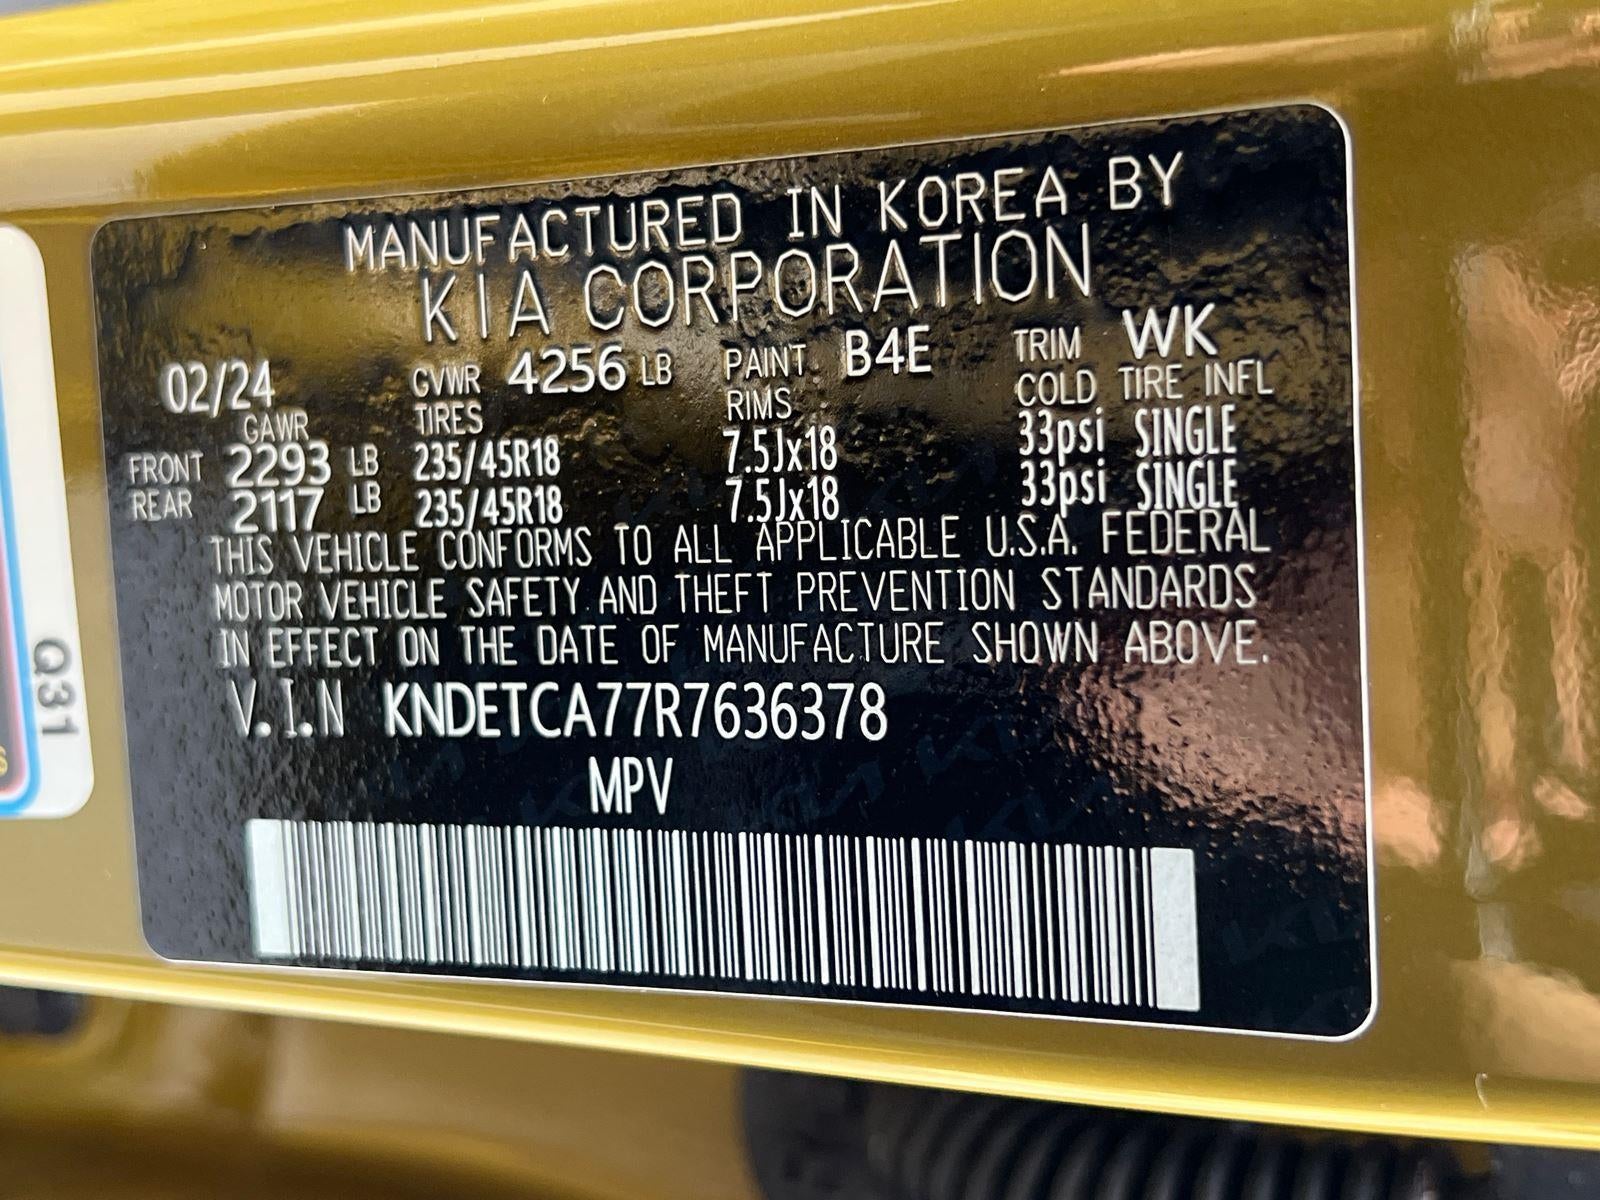 MANUFACTURED IN KOREA BY
KIA CORPORATION
02/24 GVWR 4256 LB PAINT B4E TRIM WK
GAWR TIRES RIMS COLD TIRE INFL
FRONT 2293 LB 235/45R18 7.5Jx18 33psi SINGLE
REAR 2117 LB 235/45R18 7.5Jx18 33psi SINGLE
THIS VEHICLE CONFORMS TO ALL APPLICABLE U.S.A. FEDERAL
MOTOR VEHICLE SAFETY AND THEFT PREVENTION STANDARDS
IN EFFECT ON THE DATE OF MANUFACTURE SHOWN ABOVE.
V.I.N KNDETCA77R7636378
MPV
Q31